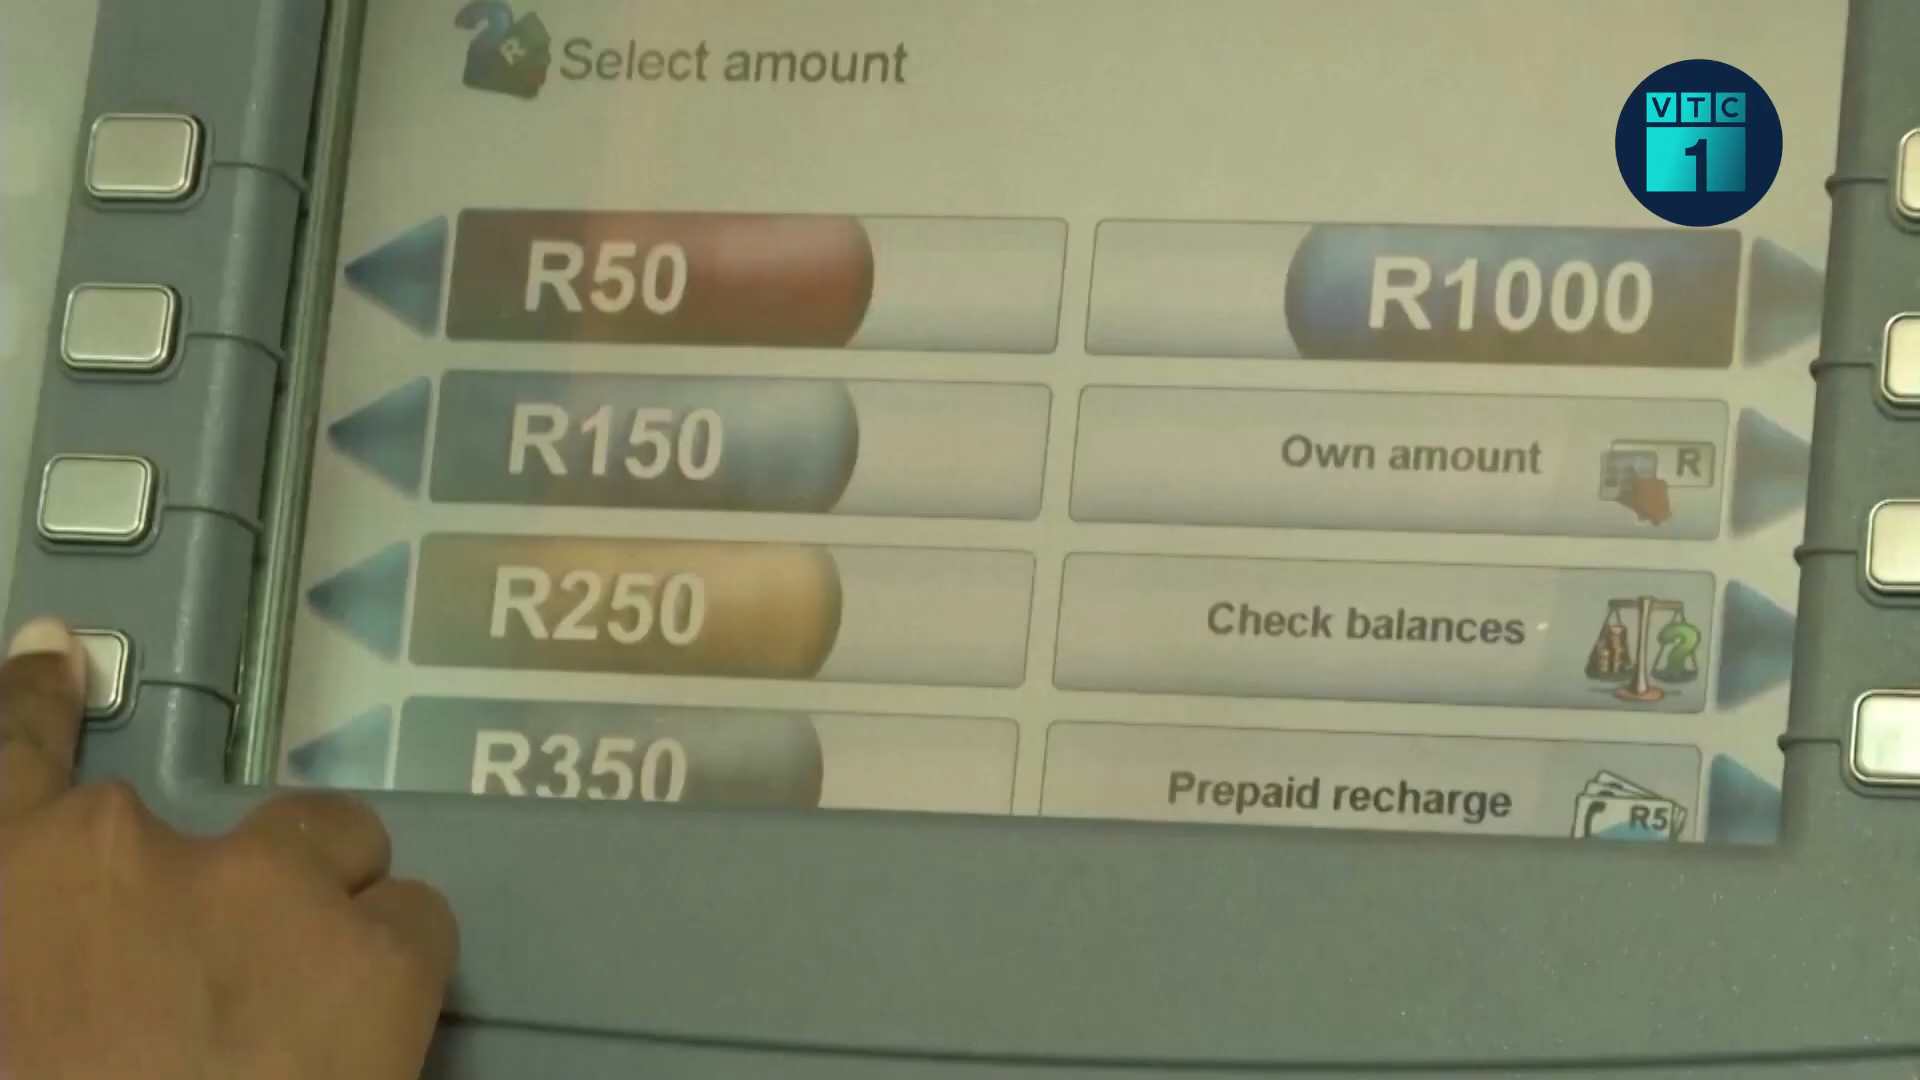 Select amount
R
VTC
1
R50
R1000
R150
Own amount
R
R250
Check balances
?
R350
Prepaid recharge
R5